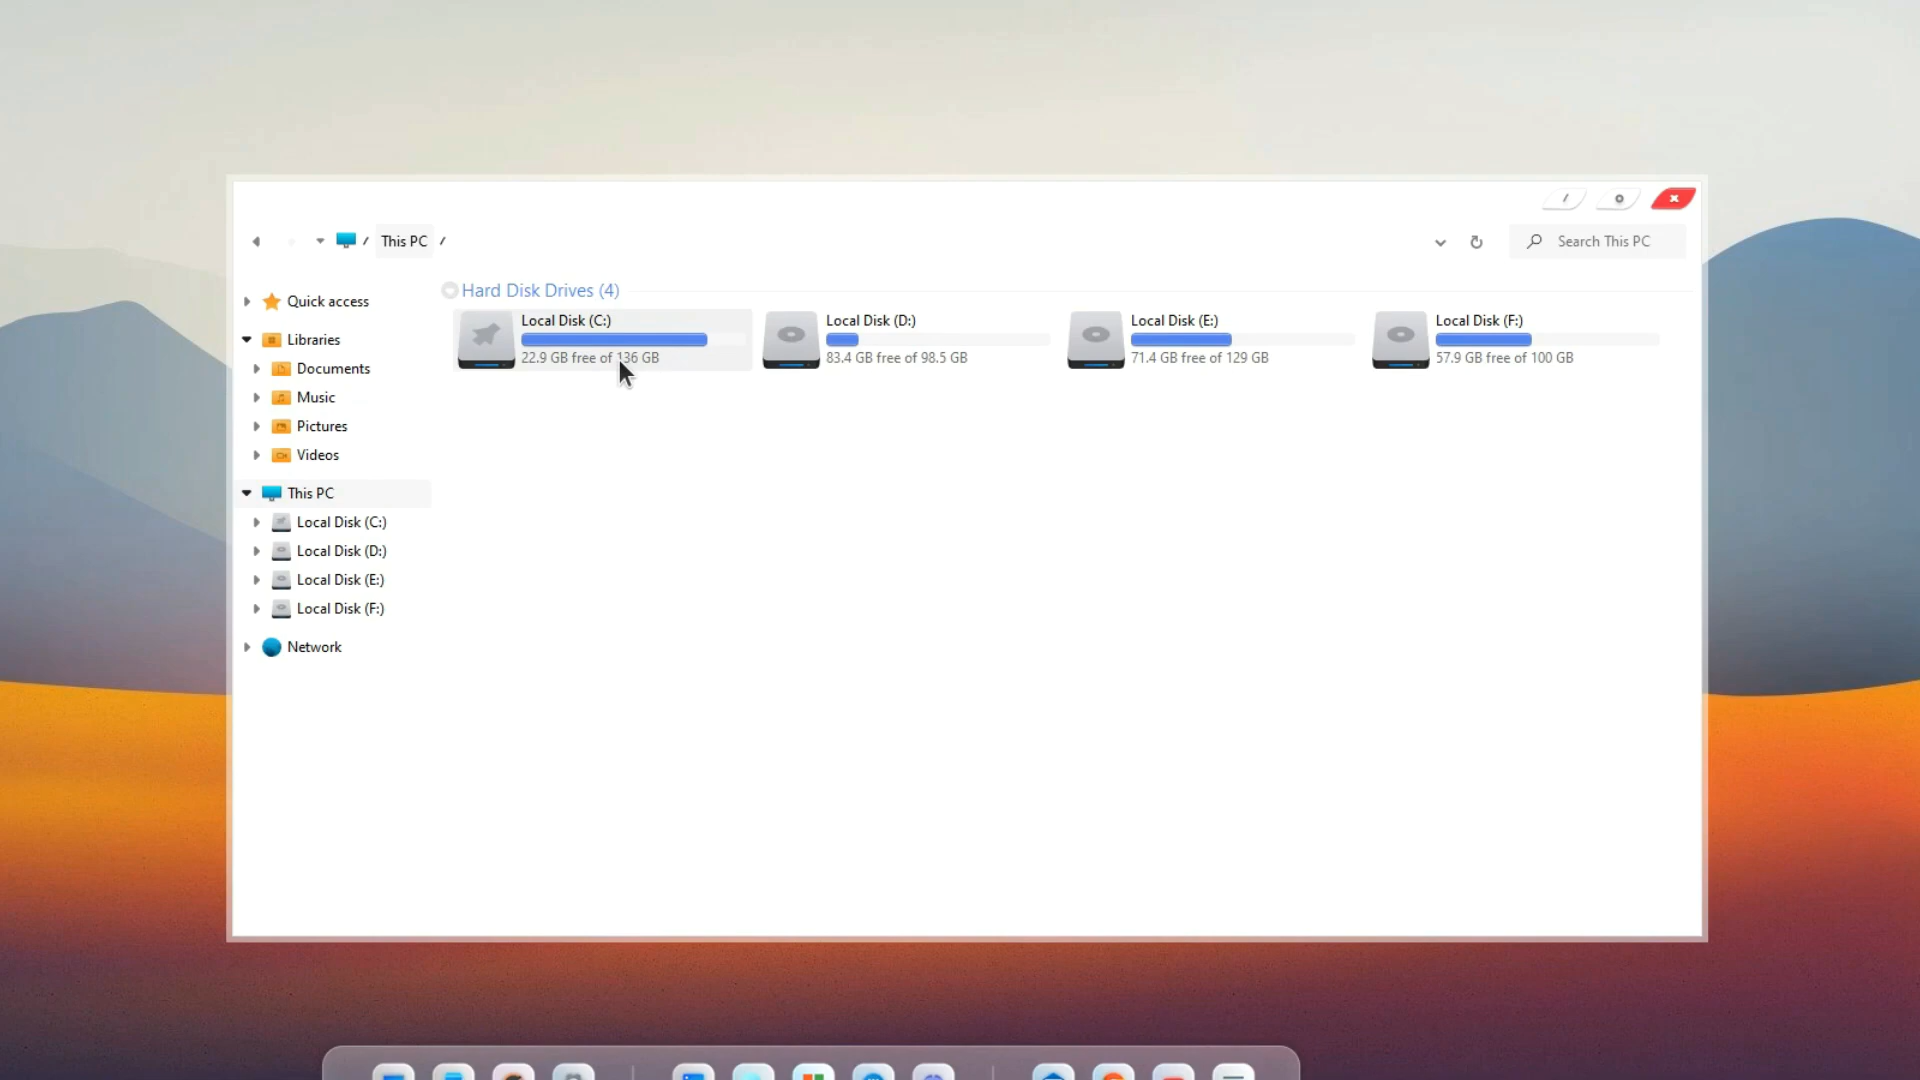 / This PC /
Search This PC
Quick access
Libraries
Documents
Music
Pictures
Videos
This PC
Local Disk (C:)
Local Disk (D:)
Local Disk (E:)
Local Disk (F:)
Network
Hard Disk Drives (4)
Local Disk (C:)
22.9 GB free of 136 GB
Local Disk (D:)
83.4 GB free of 98.5 GB
Local Disk (E:)
71.4 GB free of 129 GB
Local Disk (F:)
57.9 GB free of 100 GB